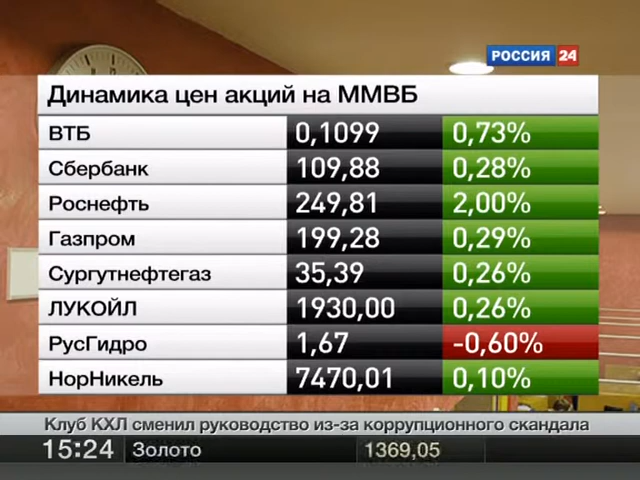 РОССИЯ 24
Динамика цен акций на ММВБ
ВТБ 0,1099 0,73%
Сбербанк 109,88 0,28%
Роснефть 249,81 2,00%
Газпром 199,28 0,29%
Сургутнефтегаз 35,39 0,26%
ЛУКОЙЛ 1930,00 0,26%
РусГидро 1,67 -0,60%
НорНикель 7470,01 0,10%
Клуб КХЛ сменил руководство из-за коррупционного скандала
15:24 Золото 1369,05